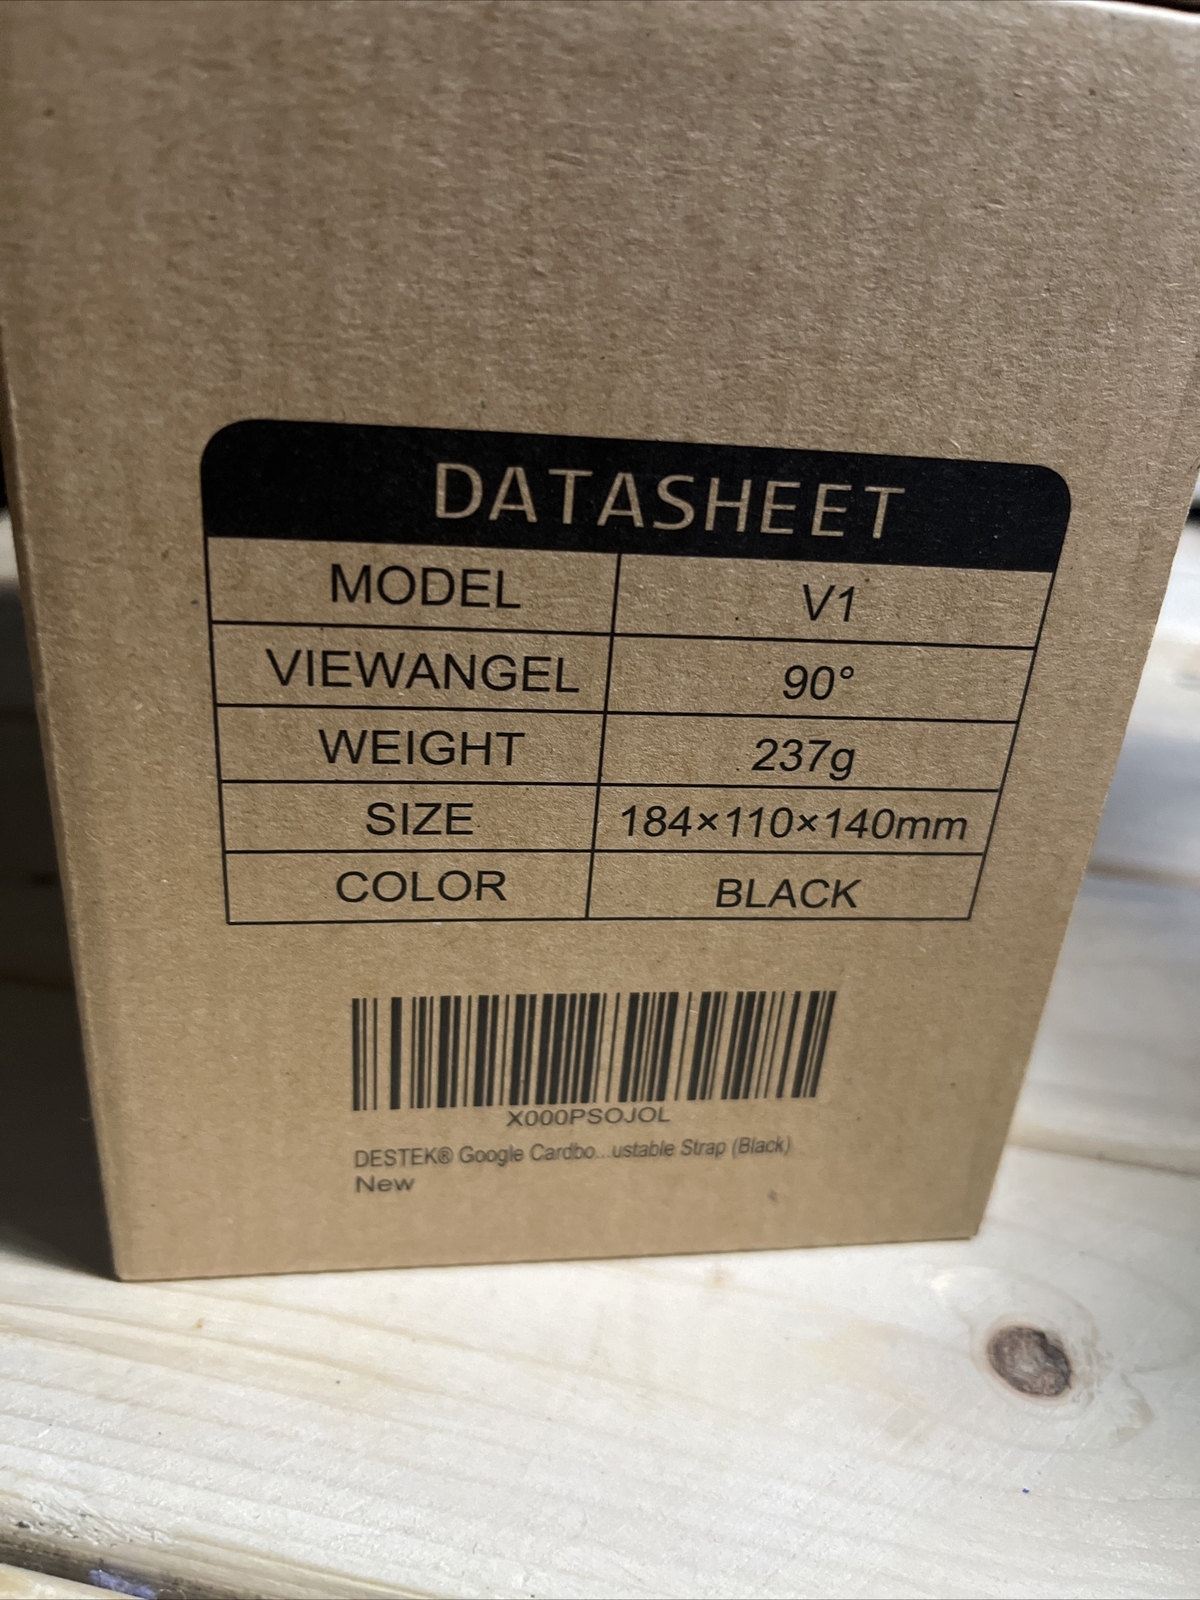 DATASHEET
MODEL V1
VIEWANGEL 90°
WEIGHT 237g
SIZE 184×110×140mm
COLOR BLACK
X000PSOJOL
DESTEK® Google Cardbo...ustable Strap (Black)
New